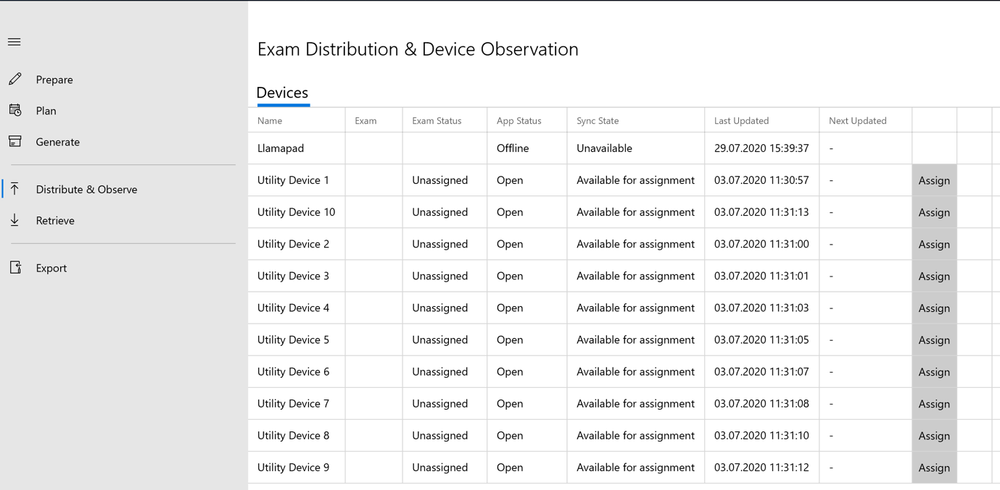 Exam Distribution & Device Observation
Prepare
Plan
Generate
Distribute & Observe
Retrieve
Export
Devices
Name Exam Exam Status App Status Sync State Last Updated Next Updated
Llamapad Offline Unavailable 29.07.2020 15:39:37 -
Utility Device 1 Unassigned Open Available for assignment 03.07.2020 11:30:57 - Assign
Utility Device 10 Unassigned Open Available for assignment 03.07.2020 11:31:13 - Assign
Utility Device 2 Unassigned Open Available for assignment 03.07.2020 11:31:00 - Assign
Utility Device 3 Unassigned Open Available for assignment 03.07.2020 11:31:01 - Assign
Utility Device 4 Unassigned Open Available for assignment 03.07.2020 11:31:03 - Assign
Utility Device 5 Unassigned Open Available for assignment 03.07.2020 11:31:05 - Assign
Utility Device 6 Unassigned Open Available for assignment 03.07.2020 11:31:07 - Assign
Utility Device 7 Unassigned Open Available for assignment 03.07.2020 11:31:08 - Assign
Utility Device 8 Unassigned Open Available for assignment 03.07.2020 11:31:10 - Assign
Utility Device 9 Unassigned Open Available for assignment 03.07.2020 11:31:12 - Assign